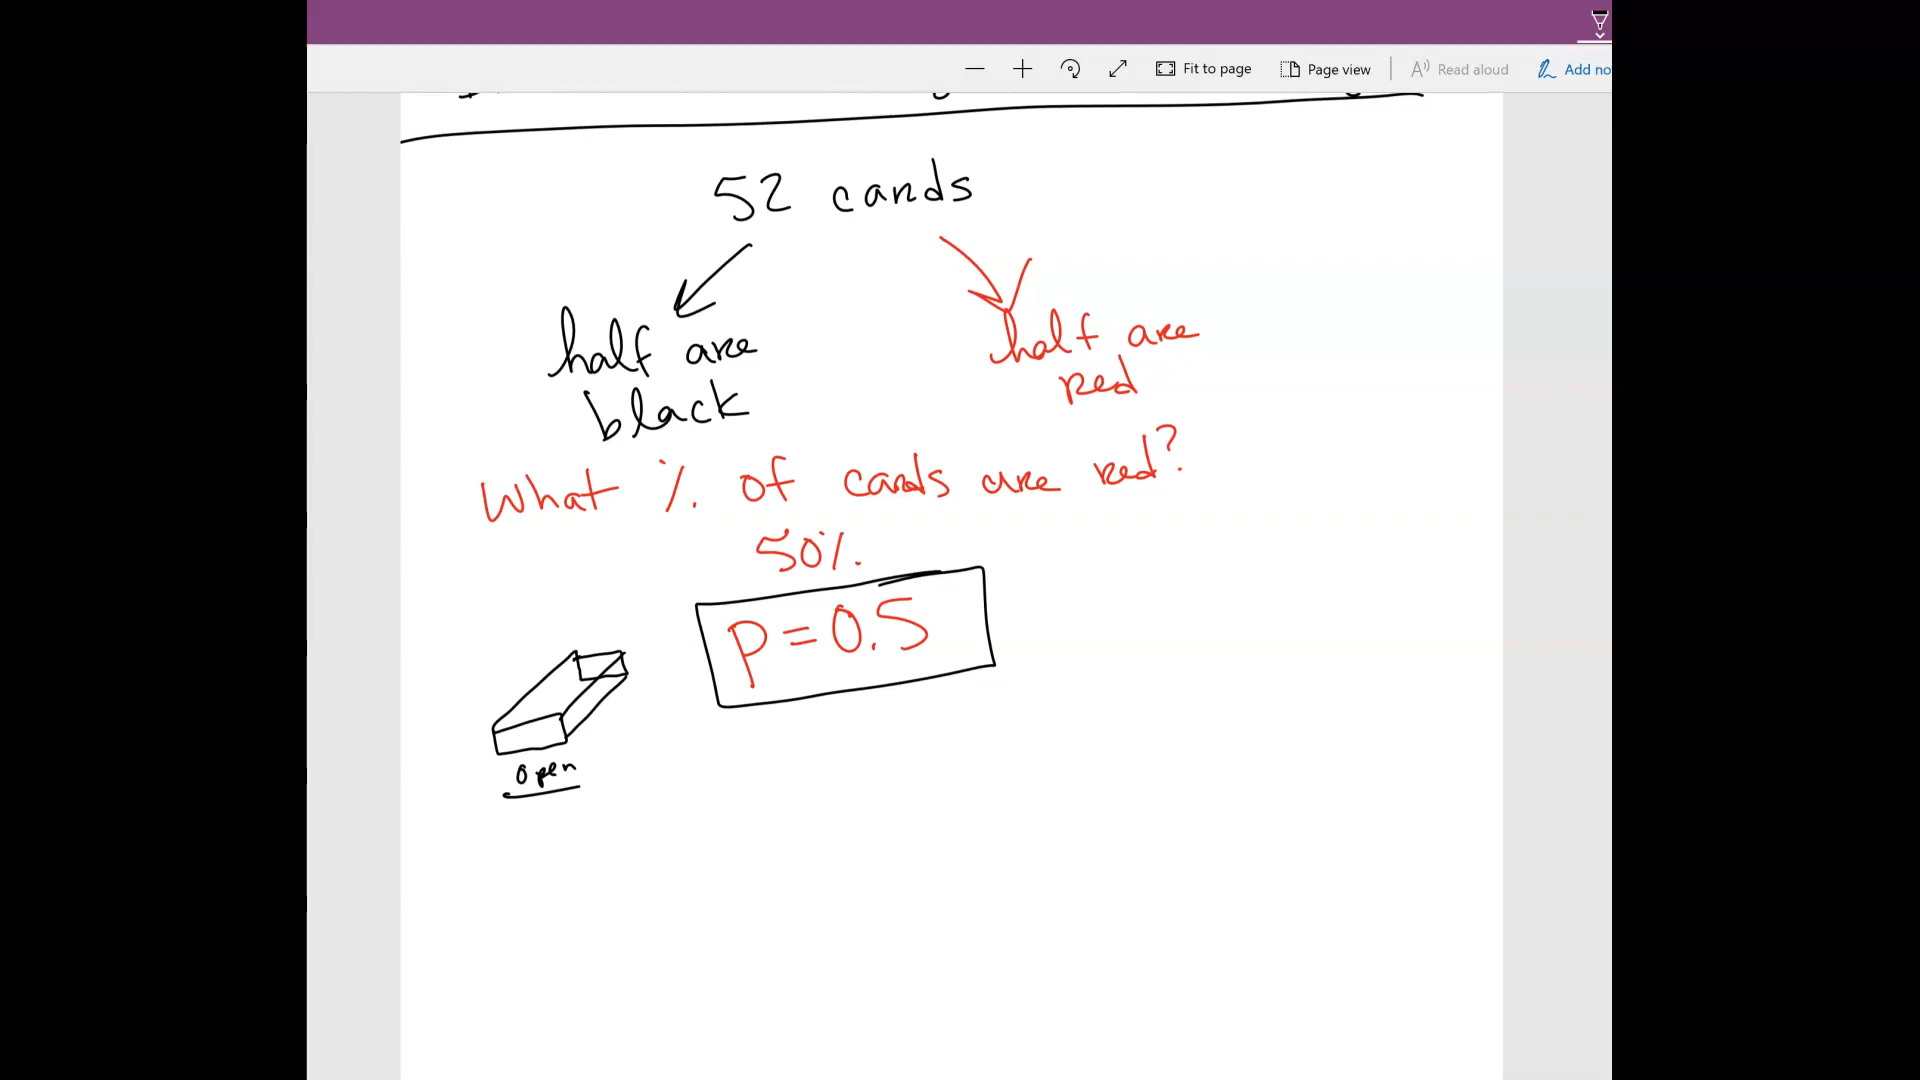 Fit to page Page view Read aloud Add no
52 cards
half are
black
half are
red
What % of cards are red?
50%
p=0.5
open